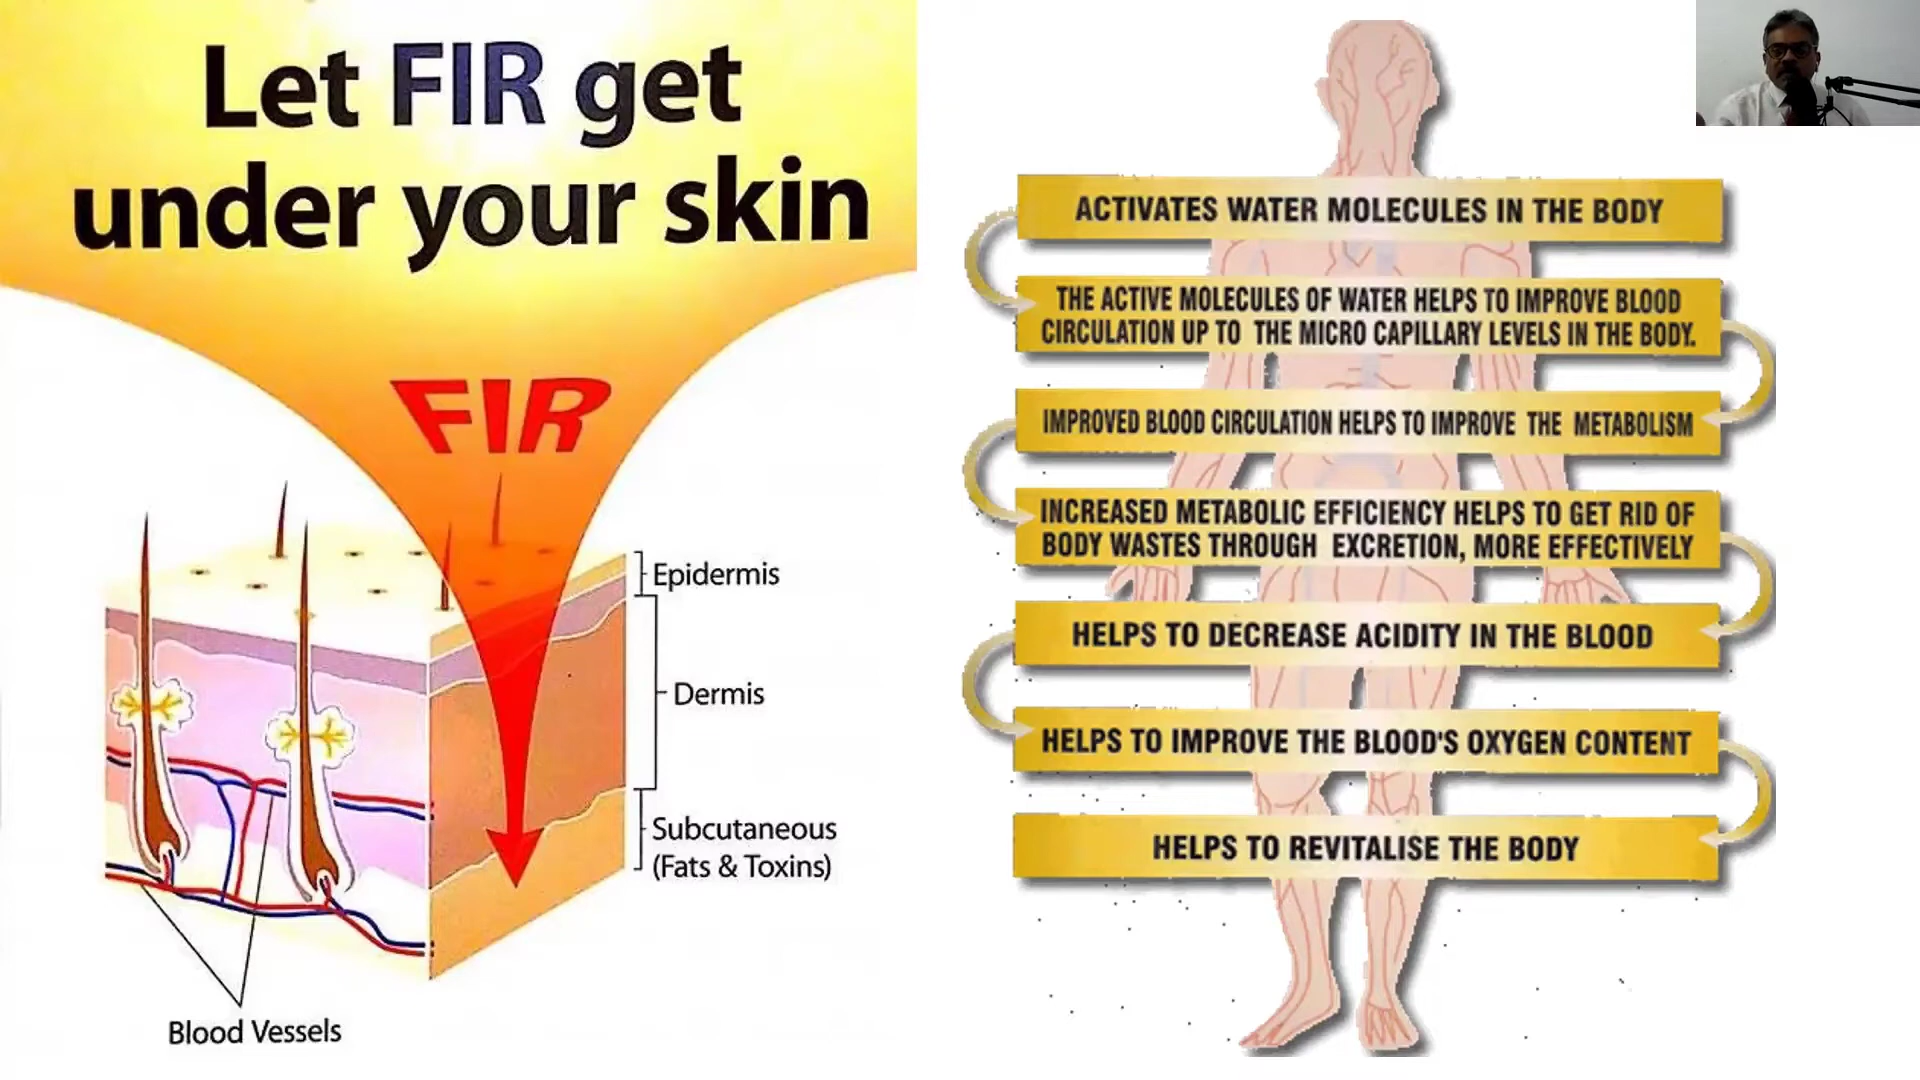 Let FIR get
under your skin
FIR
Epidermis
Dermis
Subcutaneous
(Fats & Toxins)
Blood Vessels
ACTIVATES WATER MOLECULES IN THE BODY
THE ACTIVE MOLECULES OF WATER HELPS TO IMPROVE BLOOD
CIRCULATION UP TO THE MICRO CAPILLARY LEVELS IN THE BODY.
IMPROVED BLOOD CIRCULATION HELPS TO IMPROVE THE METABOLISM
INCREASED METABOLIC EFFICIENCY HELPS TO GET RID OF
BODY WASTES THROUGH EXCRETION, MORE EFFECTIVELY
HELPS TO DECREASE ACIDITY IN THE BLOOD
HELPS TO IMPROVE THE BLOOD'S OXYGEN CONTENT
HELPS TO REVITALISE THE BODY